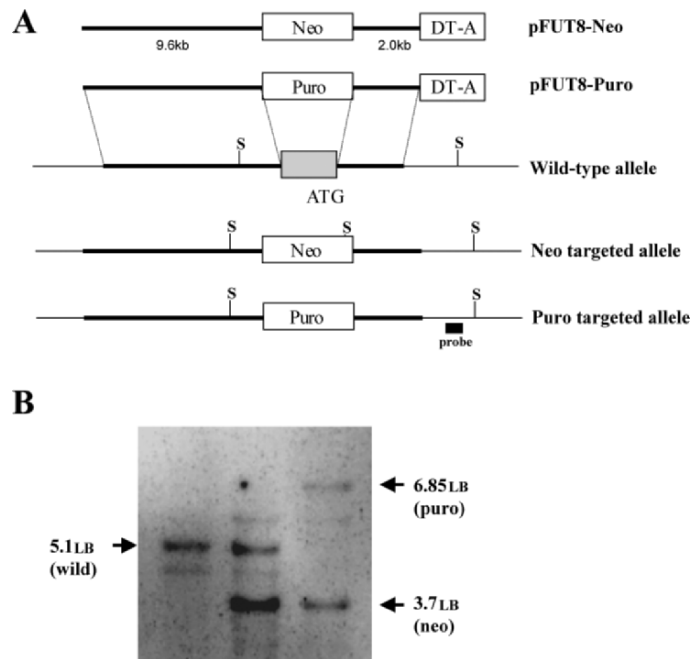 A
Neo
DT-A
pFUT8-Neo
9.6kb
2.0kb
Puro
DT-A
pFUT8-Puro
S
S
Wild-type allele
ATG
S
S
S
Neo
Neo targeted allele
S
S
Puro
Puro targeted allele
probe
B
6.85LB
(puro)
5.1LB
(wild)
3.7LB
(neo)